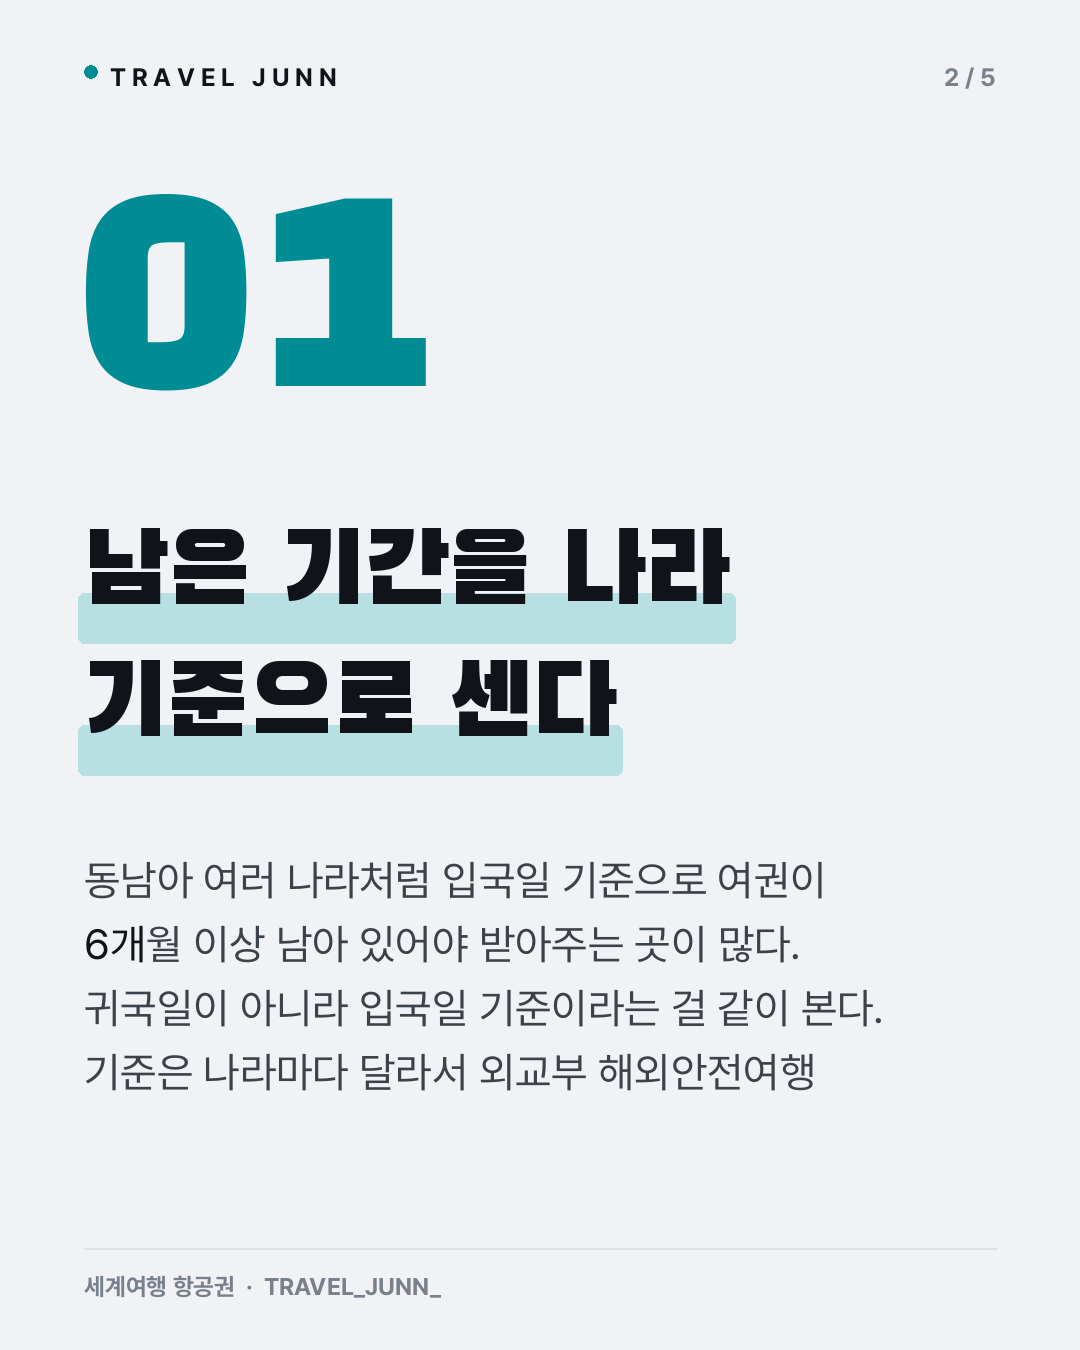 TRAVEL JUNN
2 / 5
01
남은 기간을 나라
기준으로 센다
동남아 여러 나라처럼 입국일 기준으로 여권이
6개월 이상 남아 있어야 받아주는 곳이 많다.
귀국일이 아니라 입국일 기준이라는 걸 같이 본다.
기준은 나라마다 달라서 외교부 해외안전여행
세계여행 항공권 · TRAVEL_JUNN_